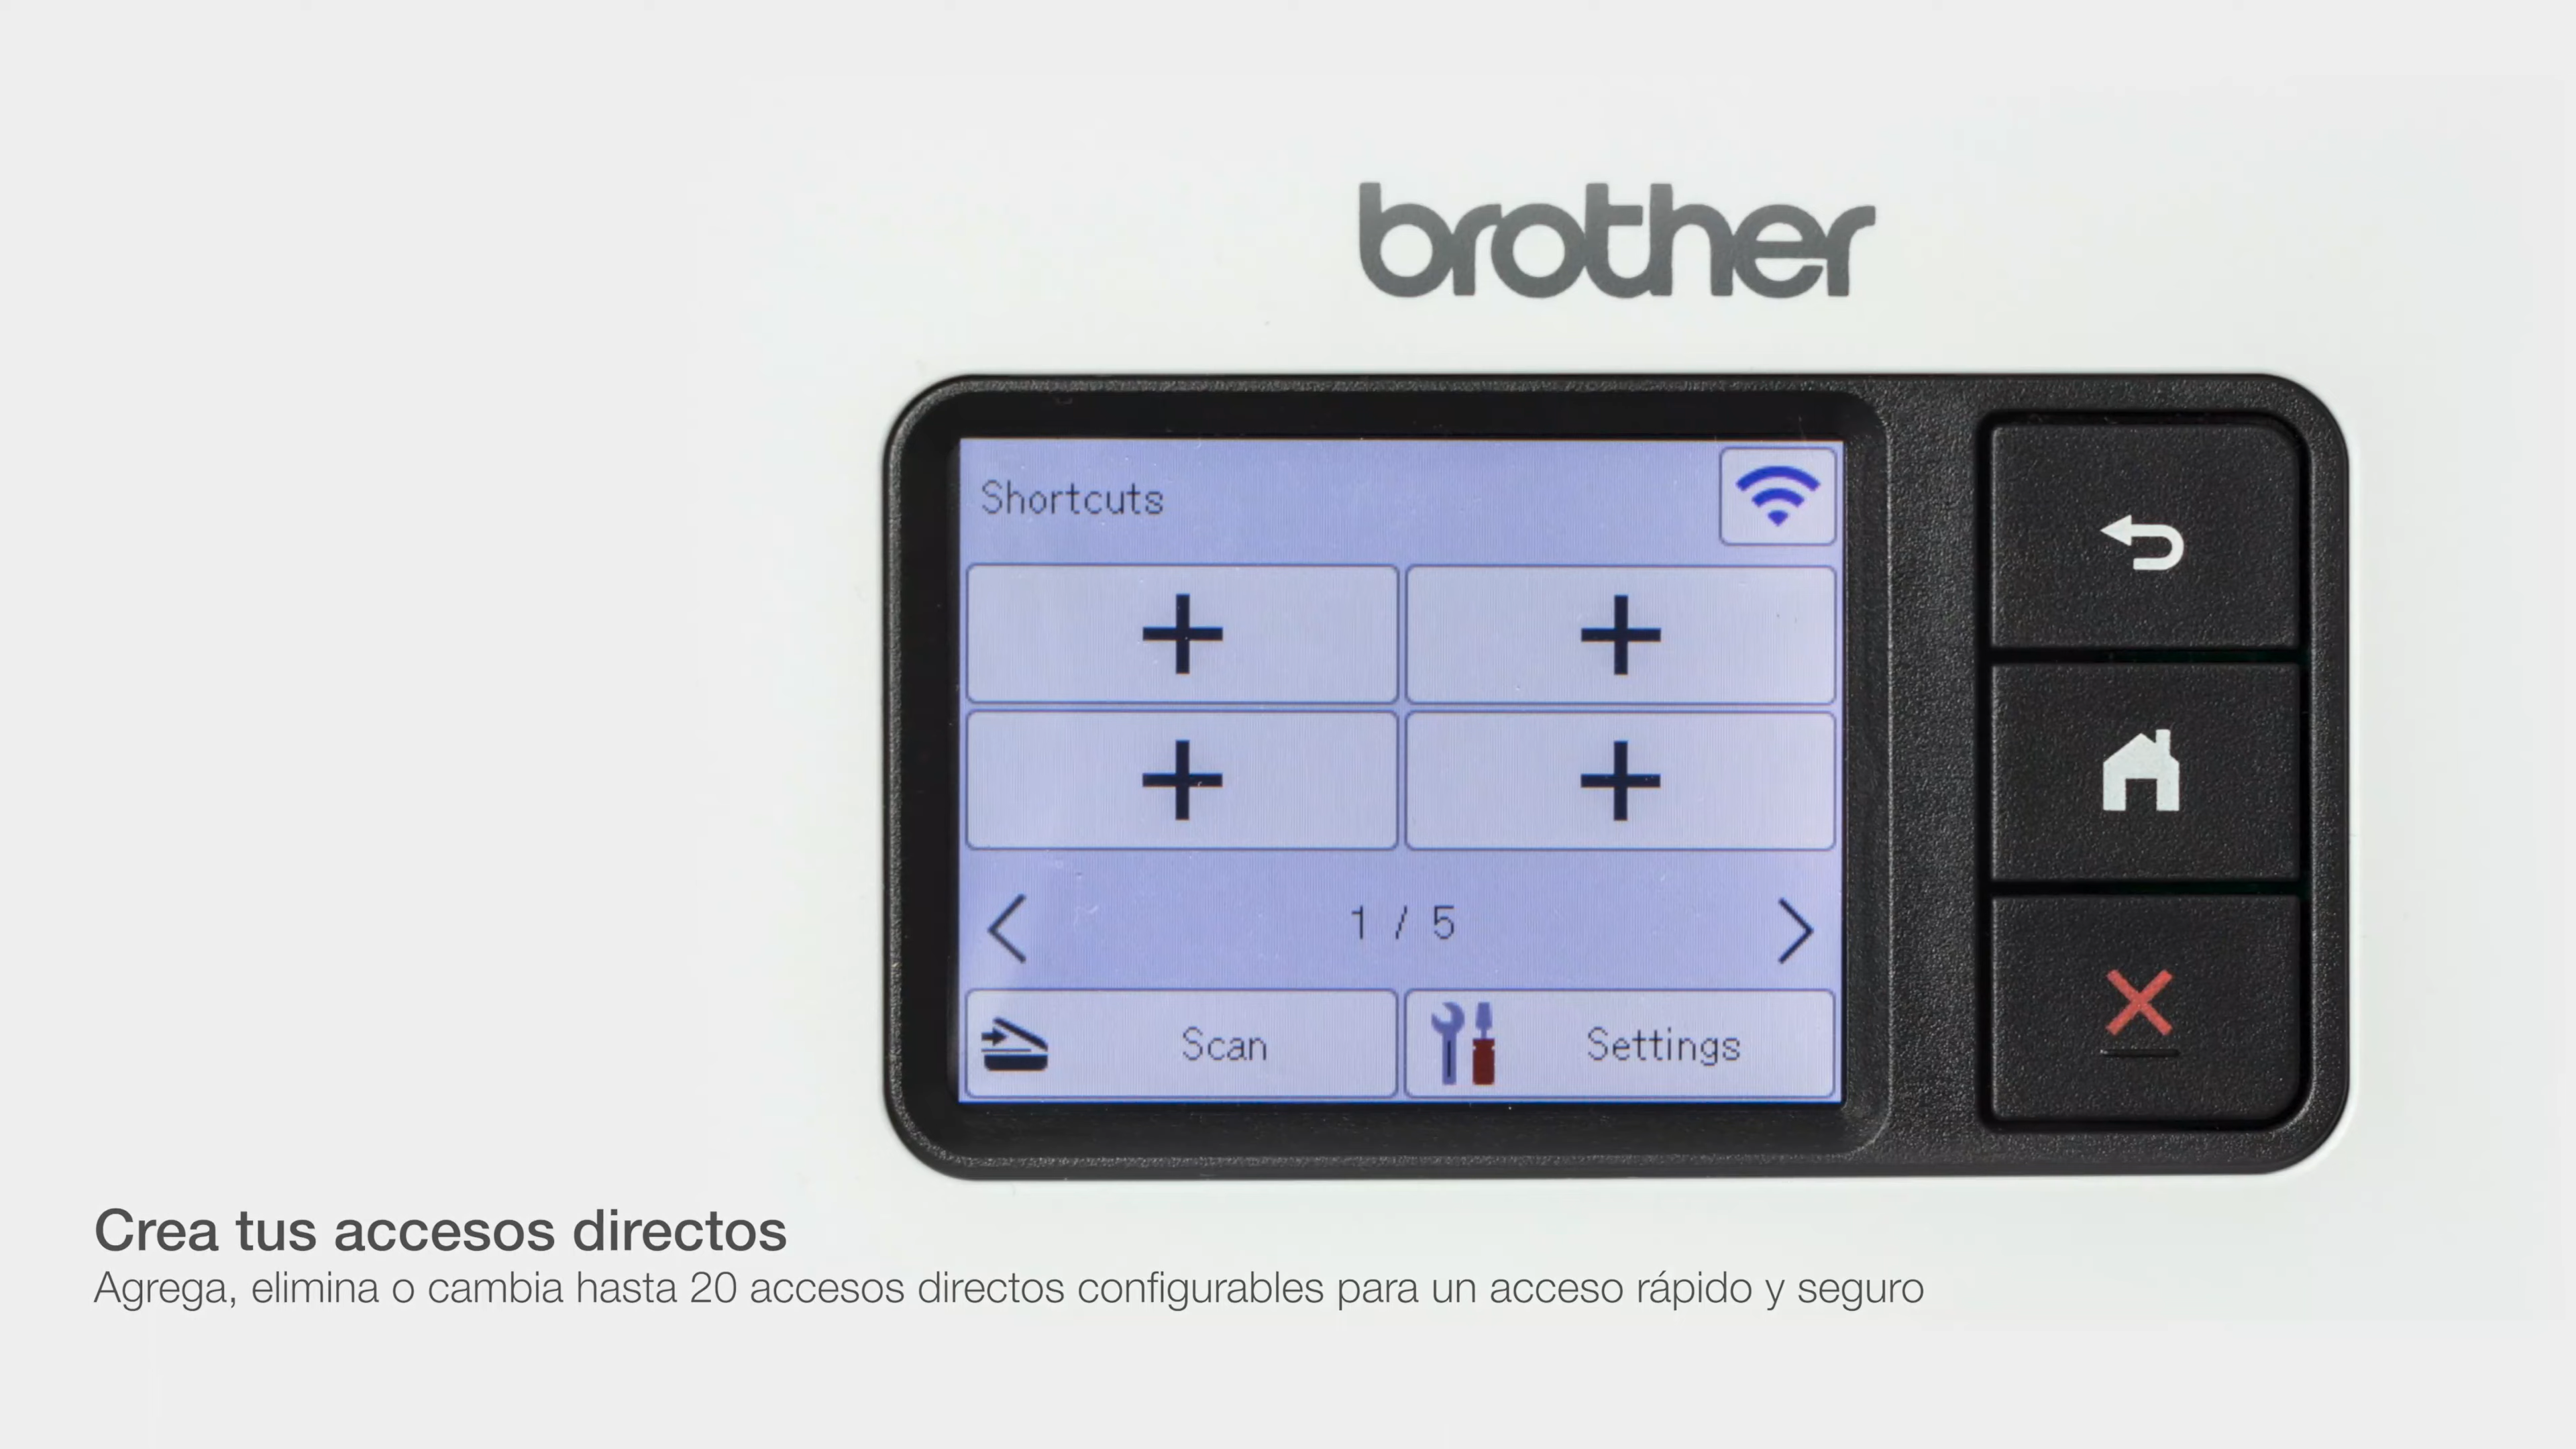 brother
Shortcuts
+ +
+ +
1 / 5
Scan Settings
Crea tus accesos directos
Agrega, elimina o cambia hasta 20 accesos directos configurables para un acceso rápido y seguro